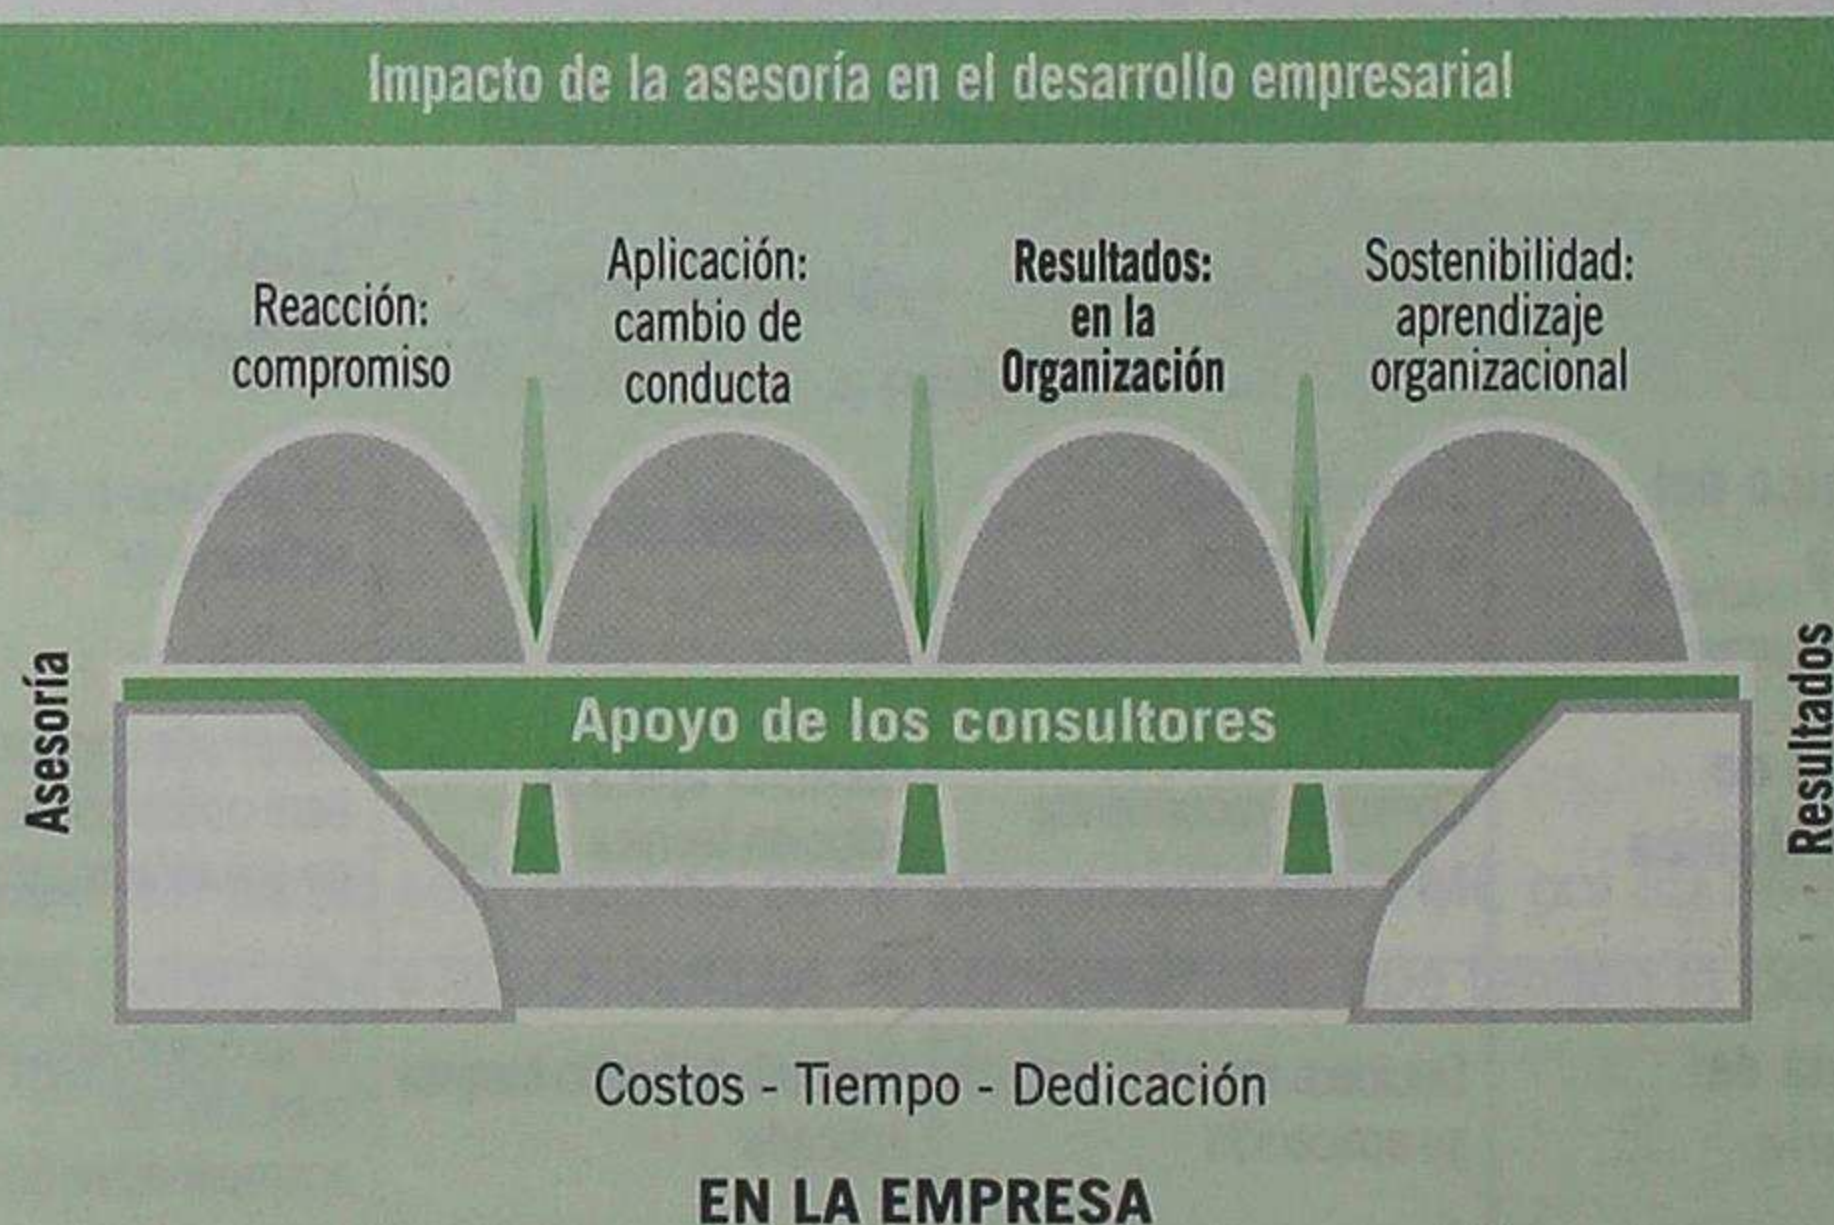 Impacto de la asesoría en el desarrollo empresarial
Reacción:
compromiso
Aplicación:
cambio de
conducta
Resultados:
en la
Organización
Sostenibilidad:
aprendizaje
organizacional
Asesoría
Apoyo de los consultores
Resultados
Costos - Tiempo - Dedicación
EN LA EMPRESA